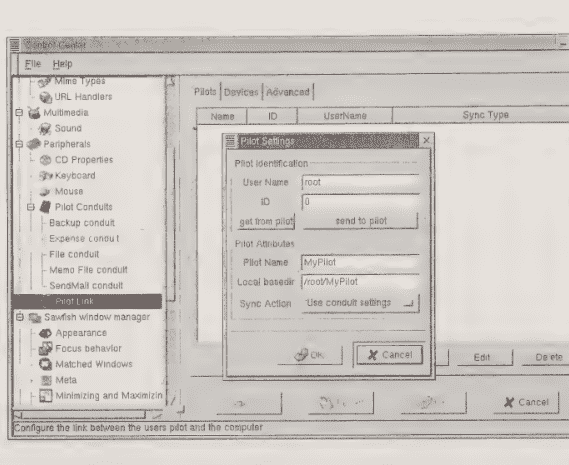 Control Center
File Help
Mime Types
URL Handlers
Multimedia
Sound
Peripherals
CD Properties
Keyboard
Mouse
Pilot Conduits
Backup conduit
Expense conduit
File conduit
Memo File conduit
SendMail conduit
Pilot Link
Sawfish window manager
Appearance
Focus behavior
Matched Windows
Meta
Minimizing and Maximizin
Pilots Devices Advanced
Name ID UserName Sync Type
Pilot Settings
Pilot Identification
User Name root
ID 0
get from pilot send to pilot
Pilot Attributes
Pilot Name MyPilot
Local basedir /root/MyPilot
Sync Action Use conduit settings
OK Cancel
Edit Delete
Cancel
Configure the link between the users pilot and the computer